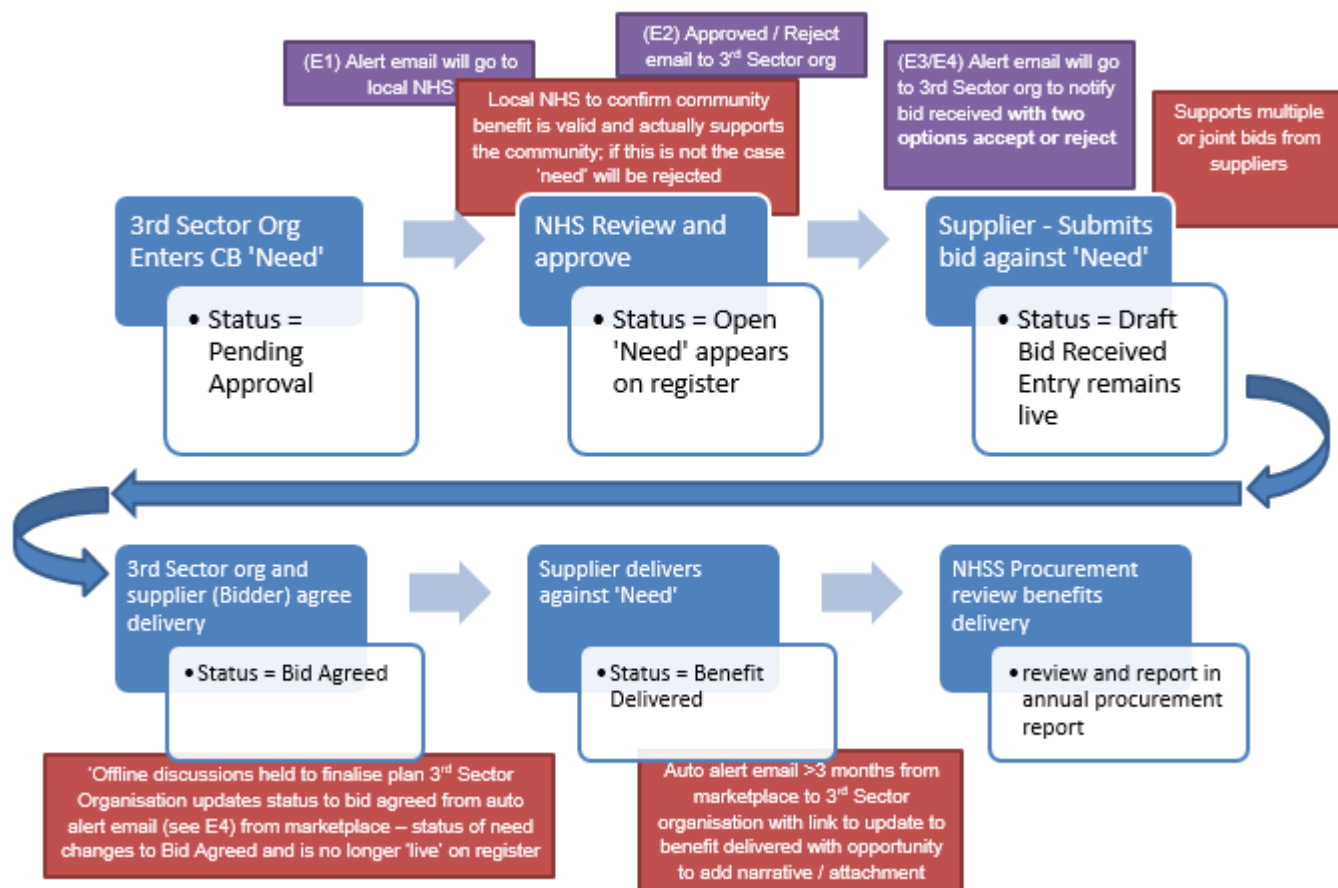 (E1) Alert email will go to
local NHS
(E2) Approved / Reject
email to 3rd Sector org
(E3/E4) Alert email will go
to 3rd Sector org to notify
bid received with two
options accept or reject
Local NHS to confirm community
benefit is valid and actually supports
the community; if this is not the case
'need' will be rejected
Supports multiple
or joint bids from
suppliers
3rd Sector Org
Enters CB 'Need'
• Status =
Pending
Approval
NHS Review and
approve
• Status = Open
'Need' appears
on register
Supplier - Submits
bid against 'Need'
• Status = Draft
Bid Received
Entry remains
live
3rd Sector org and
supplier (Bidder) agree
delivery
•Status = Bid Agreed
Supplier delivers
against 'Need'
•Status = Benefit
Delivered
NHSS Procurement
review benefits
delivery
•review and report in
annual procurement
report
'Offline discussions held to finalise plan 3rd Sector
Organisation updates status to bid agreed from auto
alert email (see E4) from marketplace – status of need
changes to Bid Agreed and is no longer 'live' on register
Auto alert email >3 months from
marketplace to 3rd Sector
organisation with link to update to
benefit delivered with opportunity
to add narrative / attachment